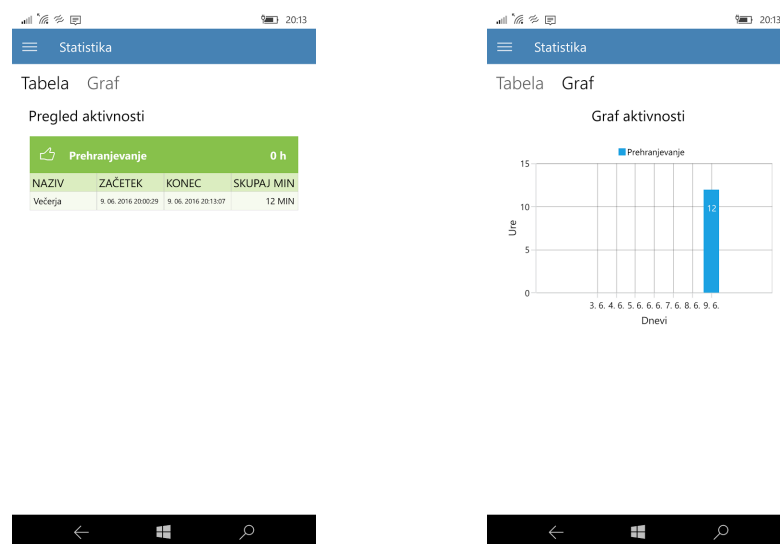 20:13
Statistika
Tabela Graf
Pregled aktivnosti
Prehranjevanje 0 h
NAZIV ZAČETEK KONEC SKUPAJ MIN
Večerja 9. 06. 2016 20:00:29 9. 06. 2016 20:13:07 12 MIN
20:13
Statistika
Tabela Graf
Graf aktivnosti
Prehranjevanje
15
10
5
0
Ure
12
3. 6. 4. 6. 5. 6. 6. 6. 7. 6. 8. 6. 9. 6.
Dnevi